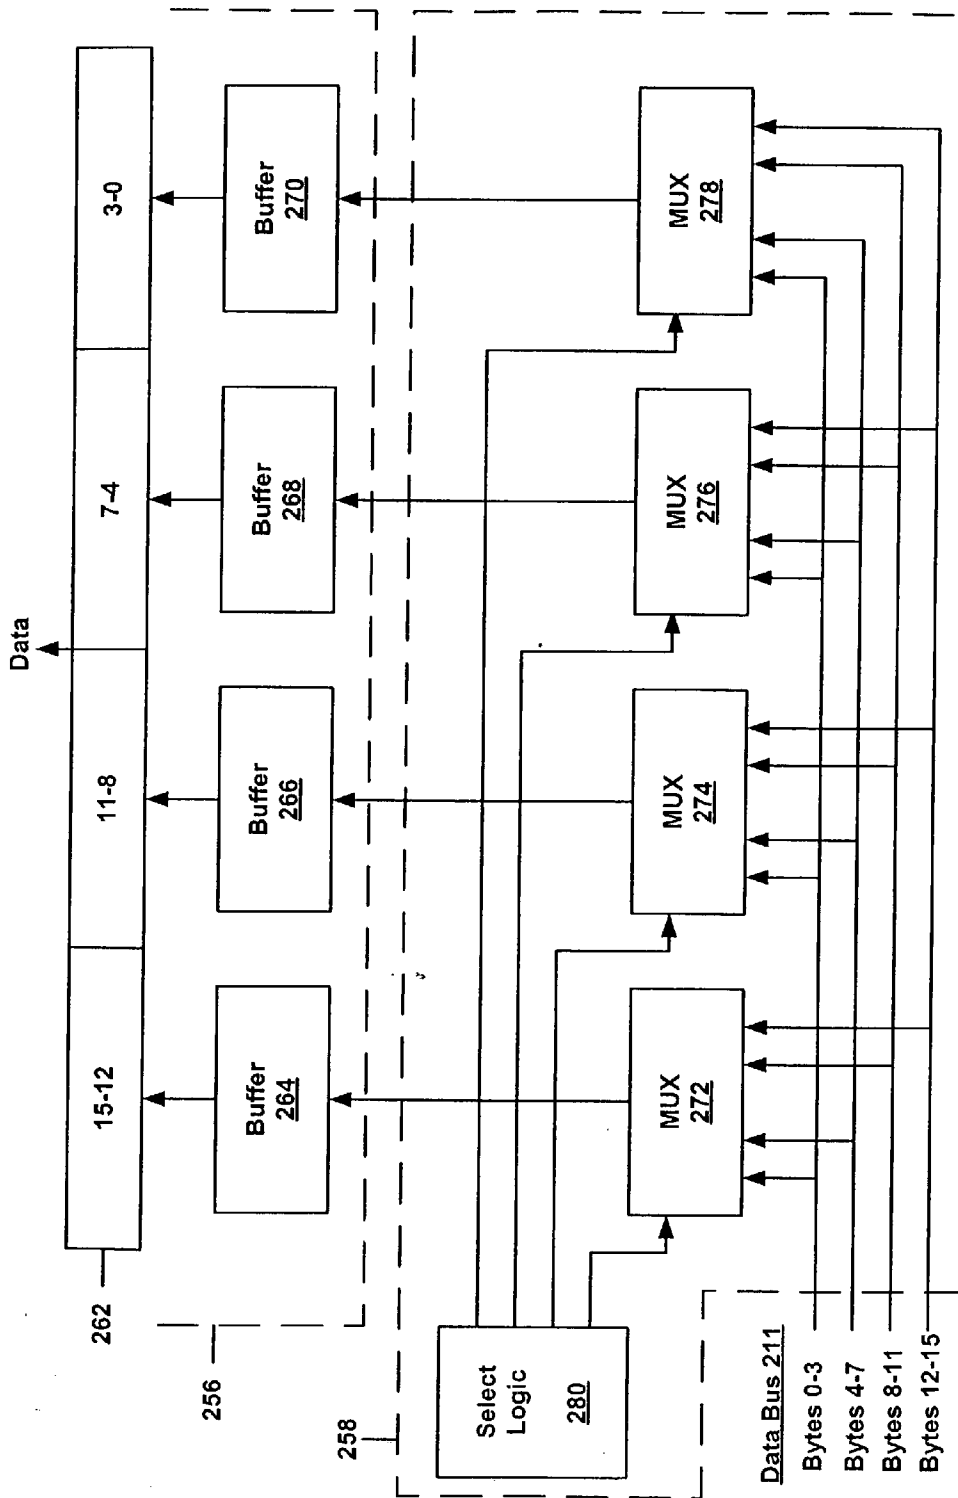 Data
262
15-12
11-8
7-4
3-0
256
Buffer
264
Buffer
266
Buffer
268
Buffer
270
258
Select
Logic
280
MUX
272
MUX
274
MUX
276
MUX
278
Data Bus 211
Bytes 0-3
Bytes 4-7
Bytes 8-11
Bytes 12-15